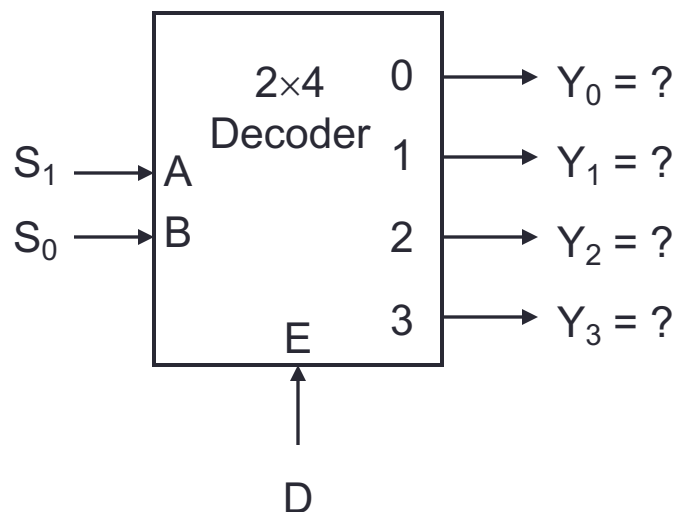 2×4
Decoder
S₁
A
S₀
B
E
D
0
1
2
3
Y₀ = ?
Y₁ = ?
Y₂ = ?
Y₃ = ?